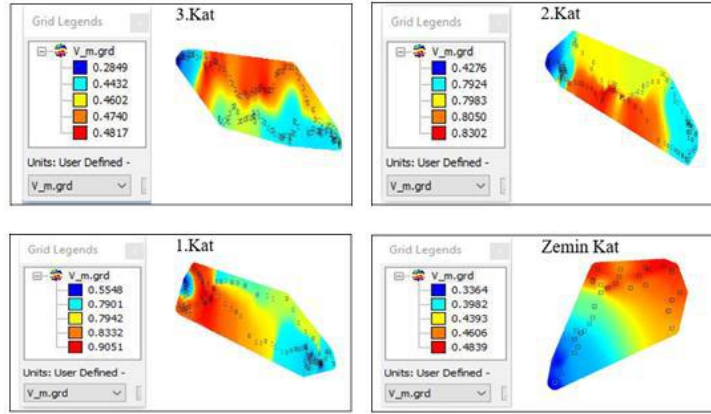 Grid Legends
3.Kat
V_m.grd
0.2849
0.4432
0.4602
0.4740
0.4817
Units: User Defined -
V_m.grd
Grid Legends
2.Kat
V_m.grd
0.4276
0.7924
0.7983
0.8050
0.8302
Units: User Defined -
V_m.grd
Grid Legends
1.Kat
V_m.grd
0.5548
0.7901
0.7942
0.8332
0.9051
Units: User Defined -
V_m.grd
Grid Legends
Zemin Kat
V_m.grd
0.3364
0.3982
0.4393
0.4606
0.4839
Units: User Defined -
V_m.grd